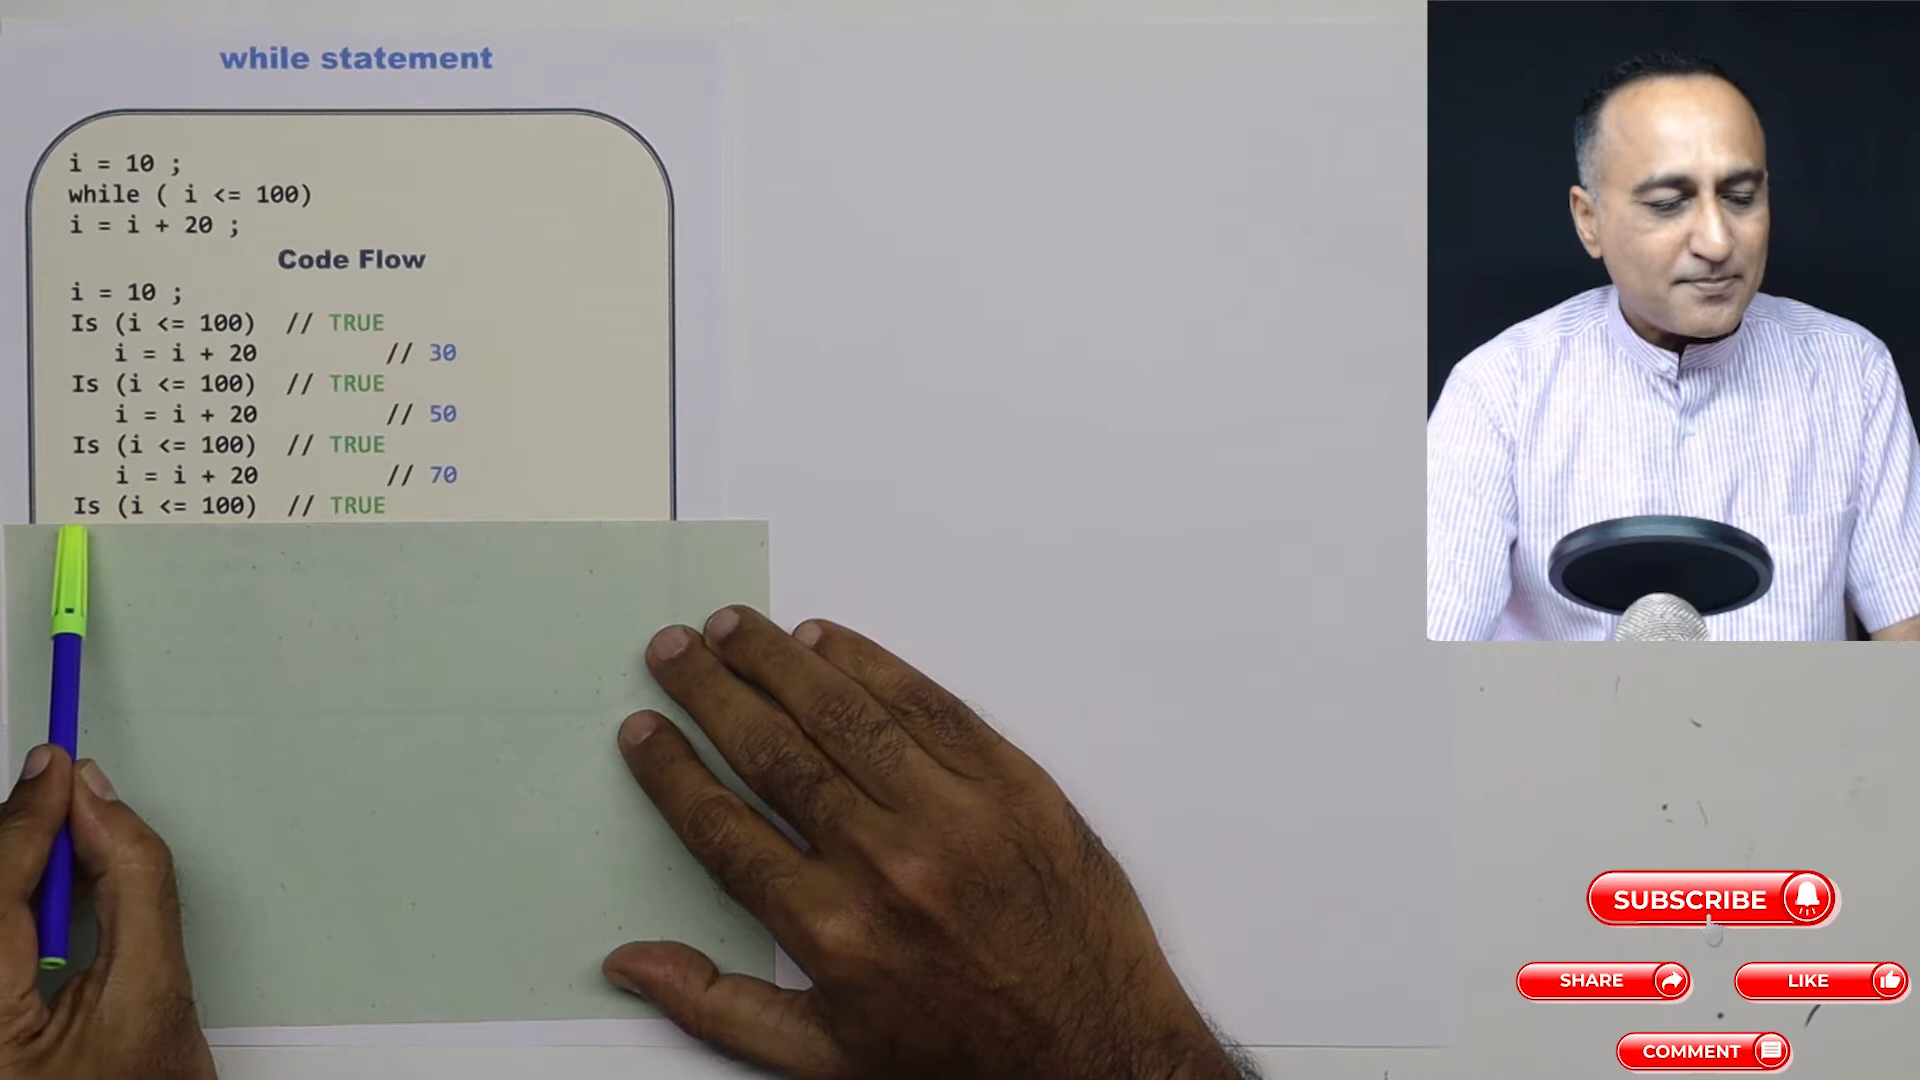 while statement
i = 10 ;
while ( i <= 100)
i = i + 20 ;
Code Flow
i = 10 ;
Is (i <= 100) // TRUE
i = i + 20 // 30
Is (i <= 100) // TRUE
i = i + 20 // 50
Is (i <= 100) // TRUE
i = i + 20 // 70
Is (i <= 100) // TRUE
SUBSCRIBE
SHARE
LIKE
COMMENT